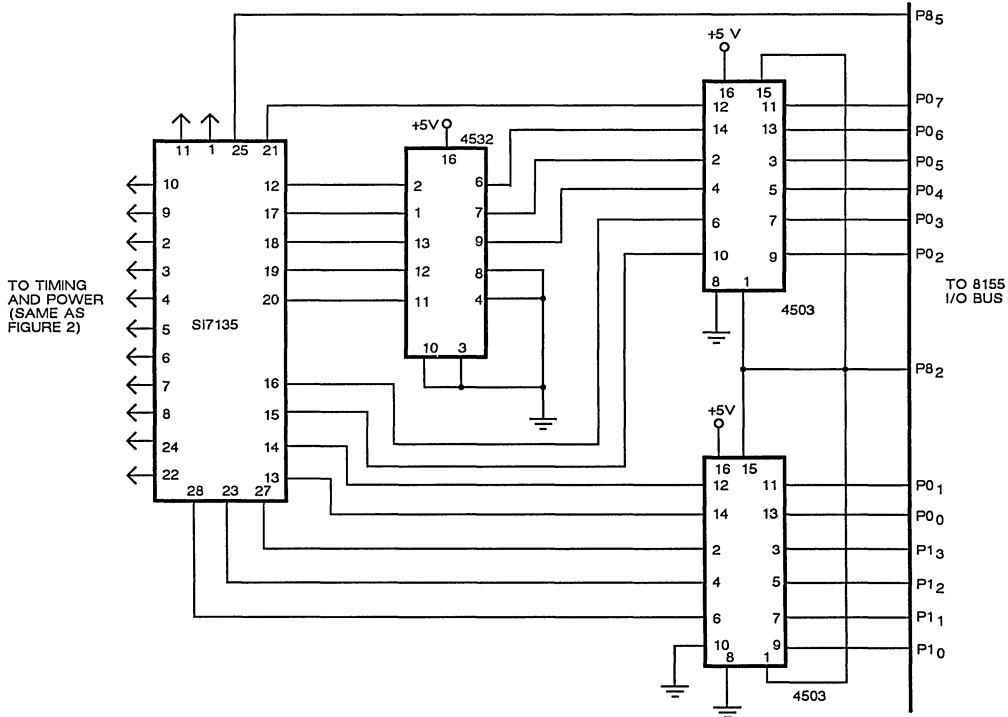 P8₅
+5 V
16 15
12 11 P0₇
14 13 P0₆
2 3 P0₅
4 5 P0₄
6 7 P0₃
10 9 P0₂
8 1
4503
+5V
4532
16
2 6
1 7
13 9
12 8
11 4
10 3
11 1 25 21
10 12
9 17
2 18
3 19
4 20
5
6
7 16
8 15
24 14
22 13
28 23 27
SI7135
TO TIMING
AND POWER
(SAME AS
FIGURE 2)
TO 8155
I/O BUS
P8₂
+5V
16 15
12 11 P0₁
14 13 P0₀
2 3 P1₃
4 5 P1₂
6 7 P1₁
10 9 P1₀
8 1
4503